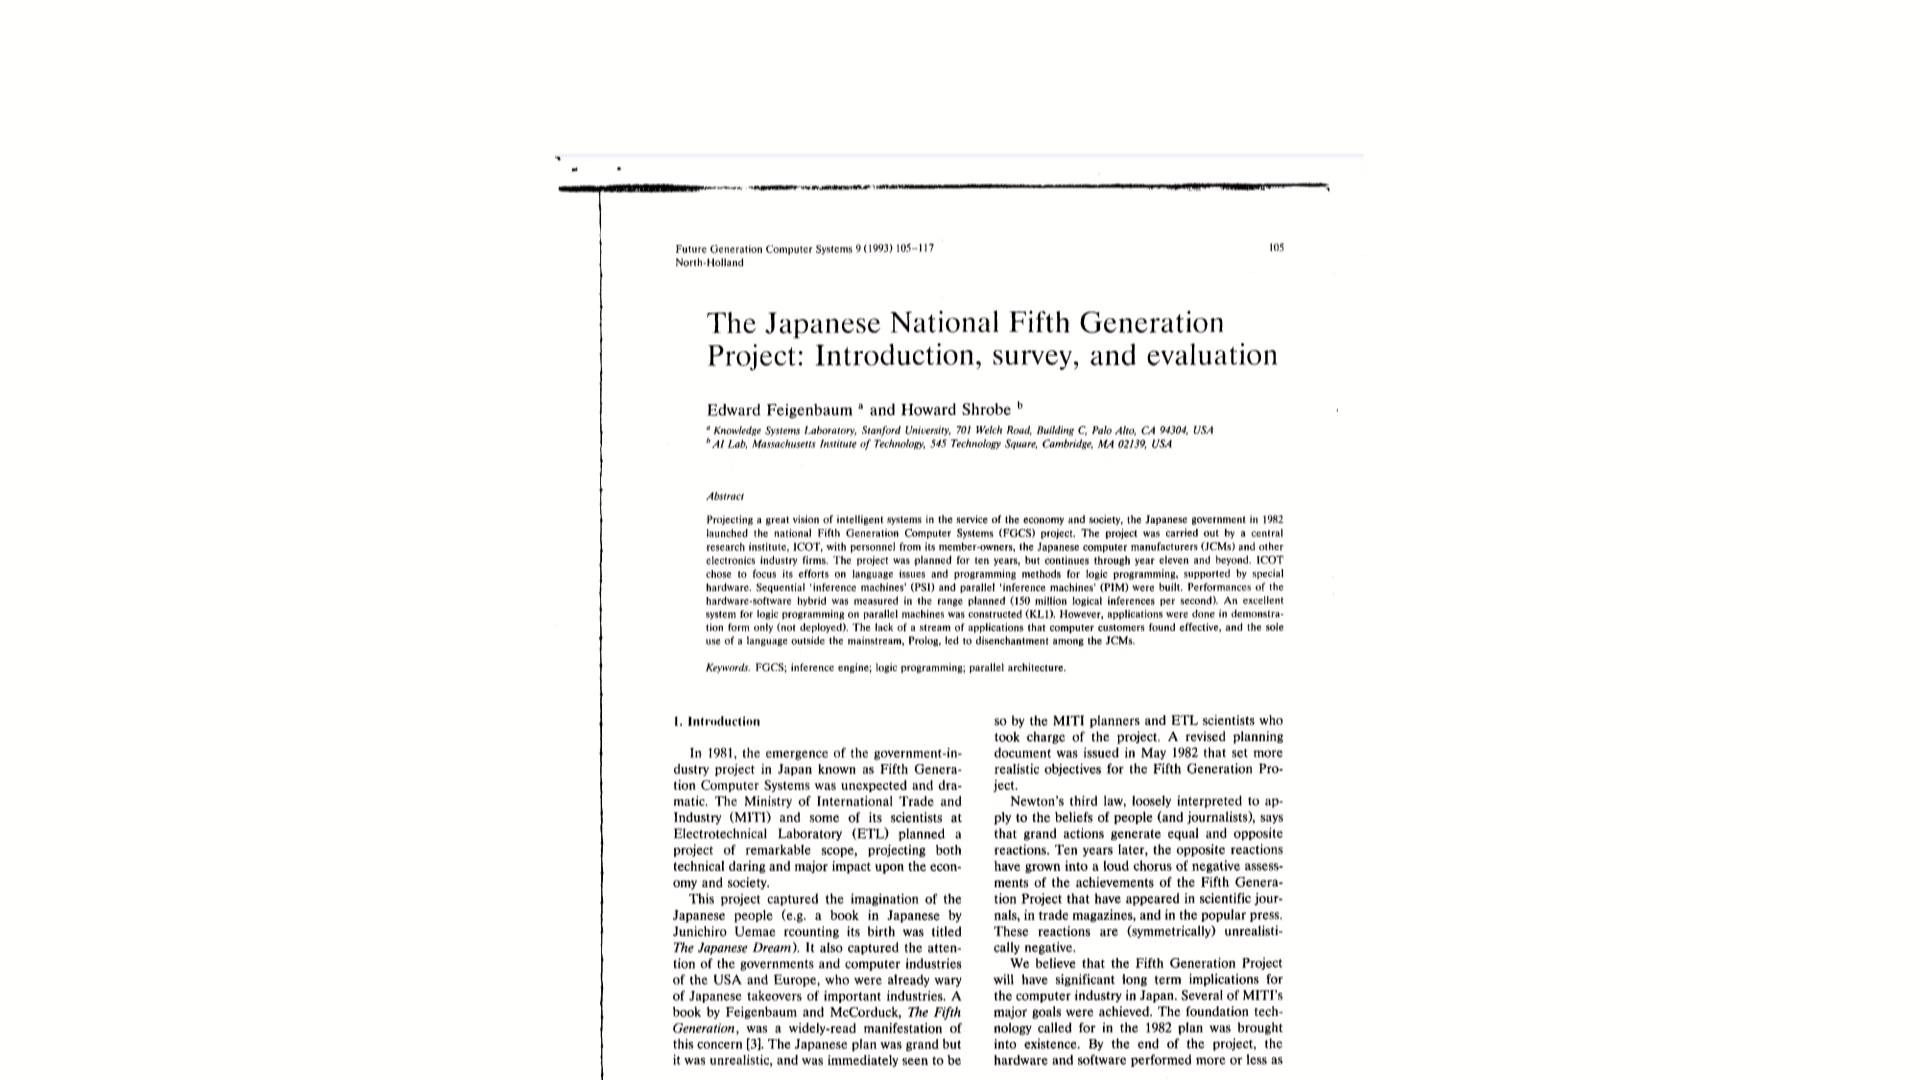 Future Generation Computer Systems 9 (1993) 105–117
North-Holland
105
The Japanese National Fifth Generation
Project: Introduction, survey, and evaluation
Edward Feigenbaum a and Howard Shrobe b
a Knowledge Systems Laboratory, Stanford University, 701 Welch Road, Building C, Palo Alto, CA 94304, USA
b AI Lab, Massachusetts Institute of Technology, 545 Technology Square, Cambridge, MA 02139, USA
Abstract
Projecting a great vision of intelligent systems in the service of the economy and society, the Japanese government in 1982
launched the national Fifth Generation Computer Systems (FGCS) project. The project was carried out by a central
research institute, ICOT, with personnel from its member-owners, the Japanese computer manufacturers (JCMs) and other
electronics industry firms. The project was planned for ten years, but continues through year eleven and beyond. ICOT
chose to focus its efforts on language issues and programming methods for logic programming, supported by special
hardware. Sequential 'inference machines' (PSI) and parallel 'inference machines' (PIM) were built. Performances of the
hardware-software hybrid was measured in the range planned (150 million logical inferences per second). An excellent
system for logic programming on parallel machines was constructed (KL1). However, applications were done in demonstra-
tion form only (not deployed). The lack of a stream of applications that computer customers found effective, and the sole
use of a language outside the mainstream, Prolog, led to disenchantment among the JCMs.
Keywords. FGCS; inference engine; logic programming; parallel architecture.
1. Introduction
In 1981, the emergence of the government-in-
dustry project in Japan known as Fifth Genera-
tion Computer Systems was unexpected and dra-
matic. The Ministry of International Trade and
Industry (MITI) and some of its scientists at
Electrotechnical Laboratory (ETL) planned a
project of remarkable scope, projecting both
technical daring and major impact upon the econ-
omy and society.
This project captured the imagination of the
Japanese people (e.g. a book in Japanese by
Junichiro Uemae rcounting its birth was titled
The Japanese Dream). It also captured the atten-
tion of the governments and computer industries
of the USA and Europe, who were already wary
of Japanese takeovers of important industries. A
book by Feigenbaum and McCorduck, The Fifth
Generation, was a widely-read manifestation of
this concern [3]. The Japanese plan was grand but
it was unrealistic, and was immediately seen to be
so by the MITI planners and ETL scientists who
took charge of the project. A revised planning
document was issued in May 1982 that set more
realistic objectives for the Fifth Generation Pro-
ject.
Newton's third law, loosely interpreted to ap-
ply to the beliefs of people (and journalists), says
that grand actions generate equal and opposite
reactions. Ten years later, the opposite reactions
have grown into a loud chorus of negative assess-
ments of the achievements of the Fifth Genera-
tion Project that have appeared in scientific jour-
nals, in trade magazines, and in the popular press.
These reactions are (symmetrically) unrealisti-
cally negative.
We believe that the Fifth Generation Project
will have significant long term implications for
the computer industry in Japan. Several of MITI's
major goals were achieved. The foundation tech-
nology called for in the 1982 plan was brought
into existence. By the end of the project, the
hardware and software performed more or less as